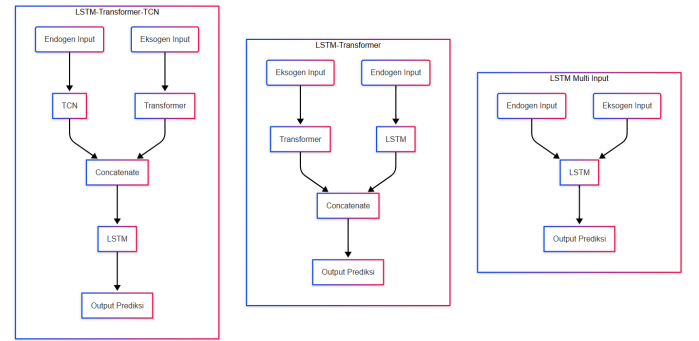 LSTM-Transformer-TCN
Endogen Input
Eksogen Input
TCN
Transformer
Concatenate
LSTM
Output Prediksi
LSTM-Transformer
Eksogen Input
Endogen Input
Transformer
LSTM
Concatenate
Output Prediksi
LSTM Multi Input
Endogen Input
Eksogen Input
LSTM
Output Prediksi